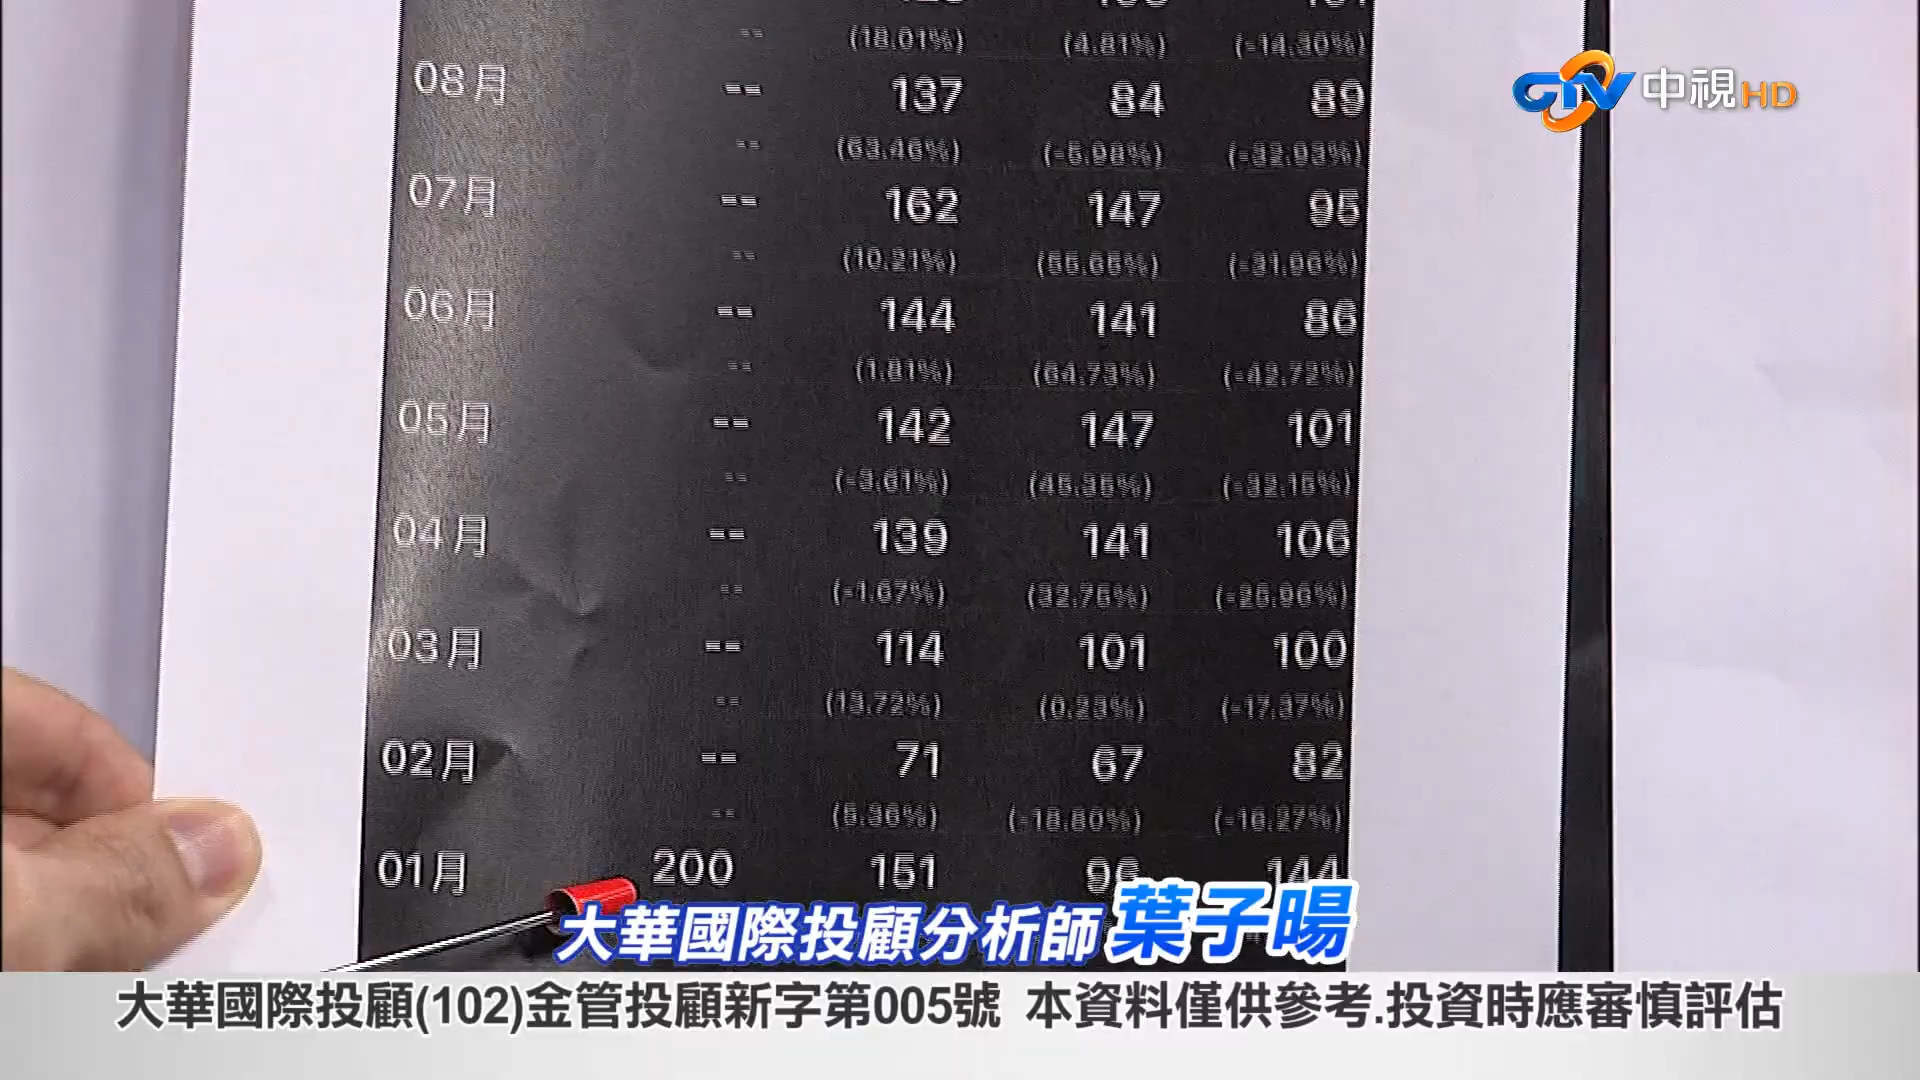 -- (18.01%) (4.81%) (-14.30%)
08月 -- 137 84 89
-- (63.46%) (-5.98%) (-32.93%)
07月 -- 162 147 95
-- (10.21%) (55.65%) (-31.96%)
06月 -- 144 141 86
-- (1.81%) (64.73%) (-42.72%)
05月 -- 142 147 101
-- (-3.61%) (45.35%) (-32.15%)
04月 -- 139 141 106
-- (-1.67%) (32.75%) (-25.96%)
03月 -- 114 101 100
-- (13.72%) (0.23%) (-17.37%)
02月 -- 71 67 82
-- (5.36%) (-18.80%) (-16.27%)
01月 200 151 144
CTV 中視HD
大華國際投顧分析師 葉子暘
大華國際投顧(102)金管投顧新字第005號 本資料僅供參考.投資時應審慎評估